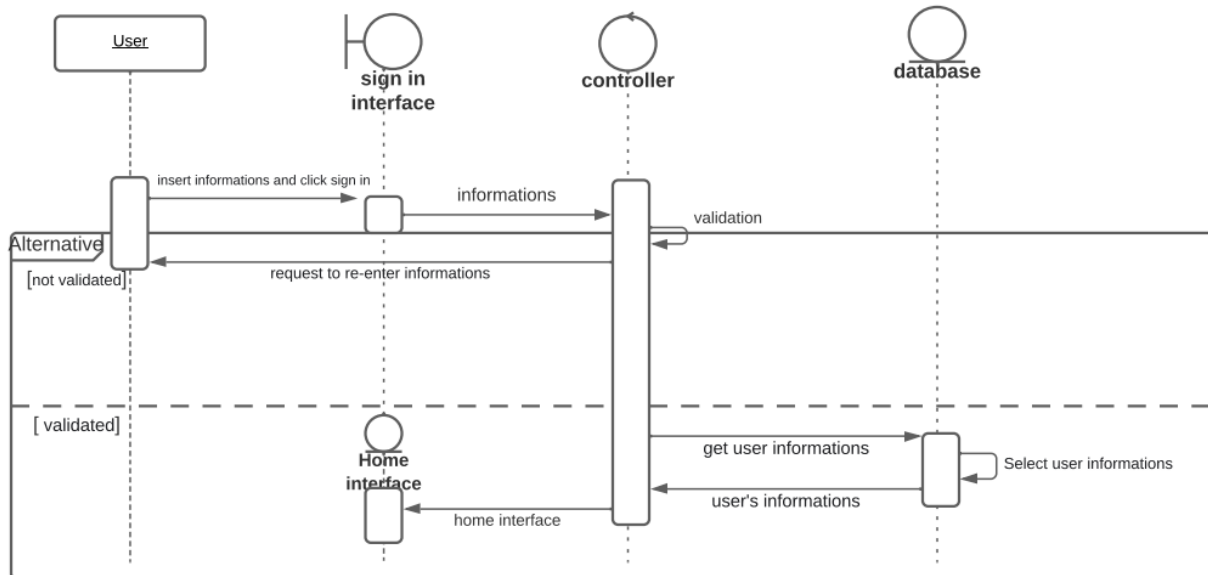 User
sign in
interface
controller
database
insert informations and click sign in
informations
validation
Alternative
request to re-enter informations
[not validated]
[ validated]
get user informations
Home
interface
Select user informations
user's informations
home interface